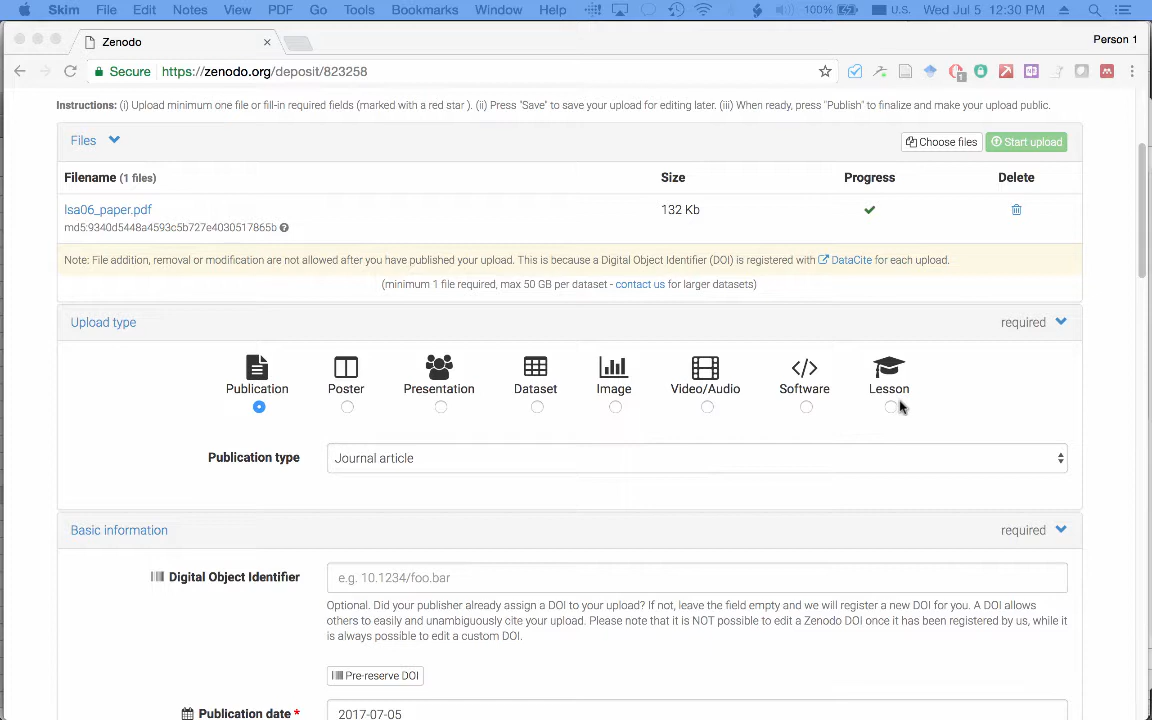 Skim File Edit Notes View PDF Go Tools Bookmarks Window Help 100% U.S. Wed Jul 5 12:30 PM
Zenodo
Person 1
Secure https://zenodo.org/deposit/823258
Instructions: (i) Upload minimum one file or fill-in required fields (marked with a red star ). (ii) Press "Save" to save your upload for editing later. (iii) When ready, press "Publish" to finalize and make your upload public.
Files Choose files Start upload
Filename (1 files) Size Progress Delete
lsa06_paper.pdf 132 Kb
md5:9340d5448a4593c5b727e4030517865b
Note: File addition, removal or modification are not allowed after you have published your upload. This is because a Digital Object Identifier (DOI) is registered with DataCite for each upload.
(minimum 1 file required, max 50 GB per dataset - contact us for larger datasets)
Upload type required
Publication Poster Presentation Dataset Image Video/Audio Software Lesson
Publication type Journal article
Basic information required
Digital Object Identifier e.g. 10.1234/foo.bar
Optional. Did your publisher already assign a DOI to your upload? If not, leave the field empty and we will register a new DOI for you. A DOI allows
others to easily and unambiguously cite your upload. Please note that it is NOT possible to edit a Zenodo DOI once it has been registered by us, while it
is always possible to edit a custom DOI.
Pre-reserve DOI
Publication date * 2017-07-05